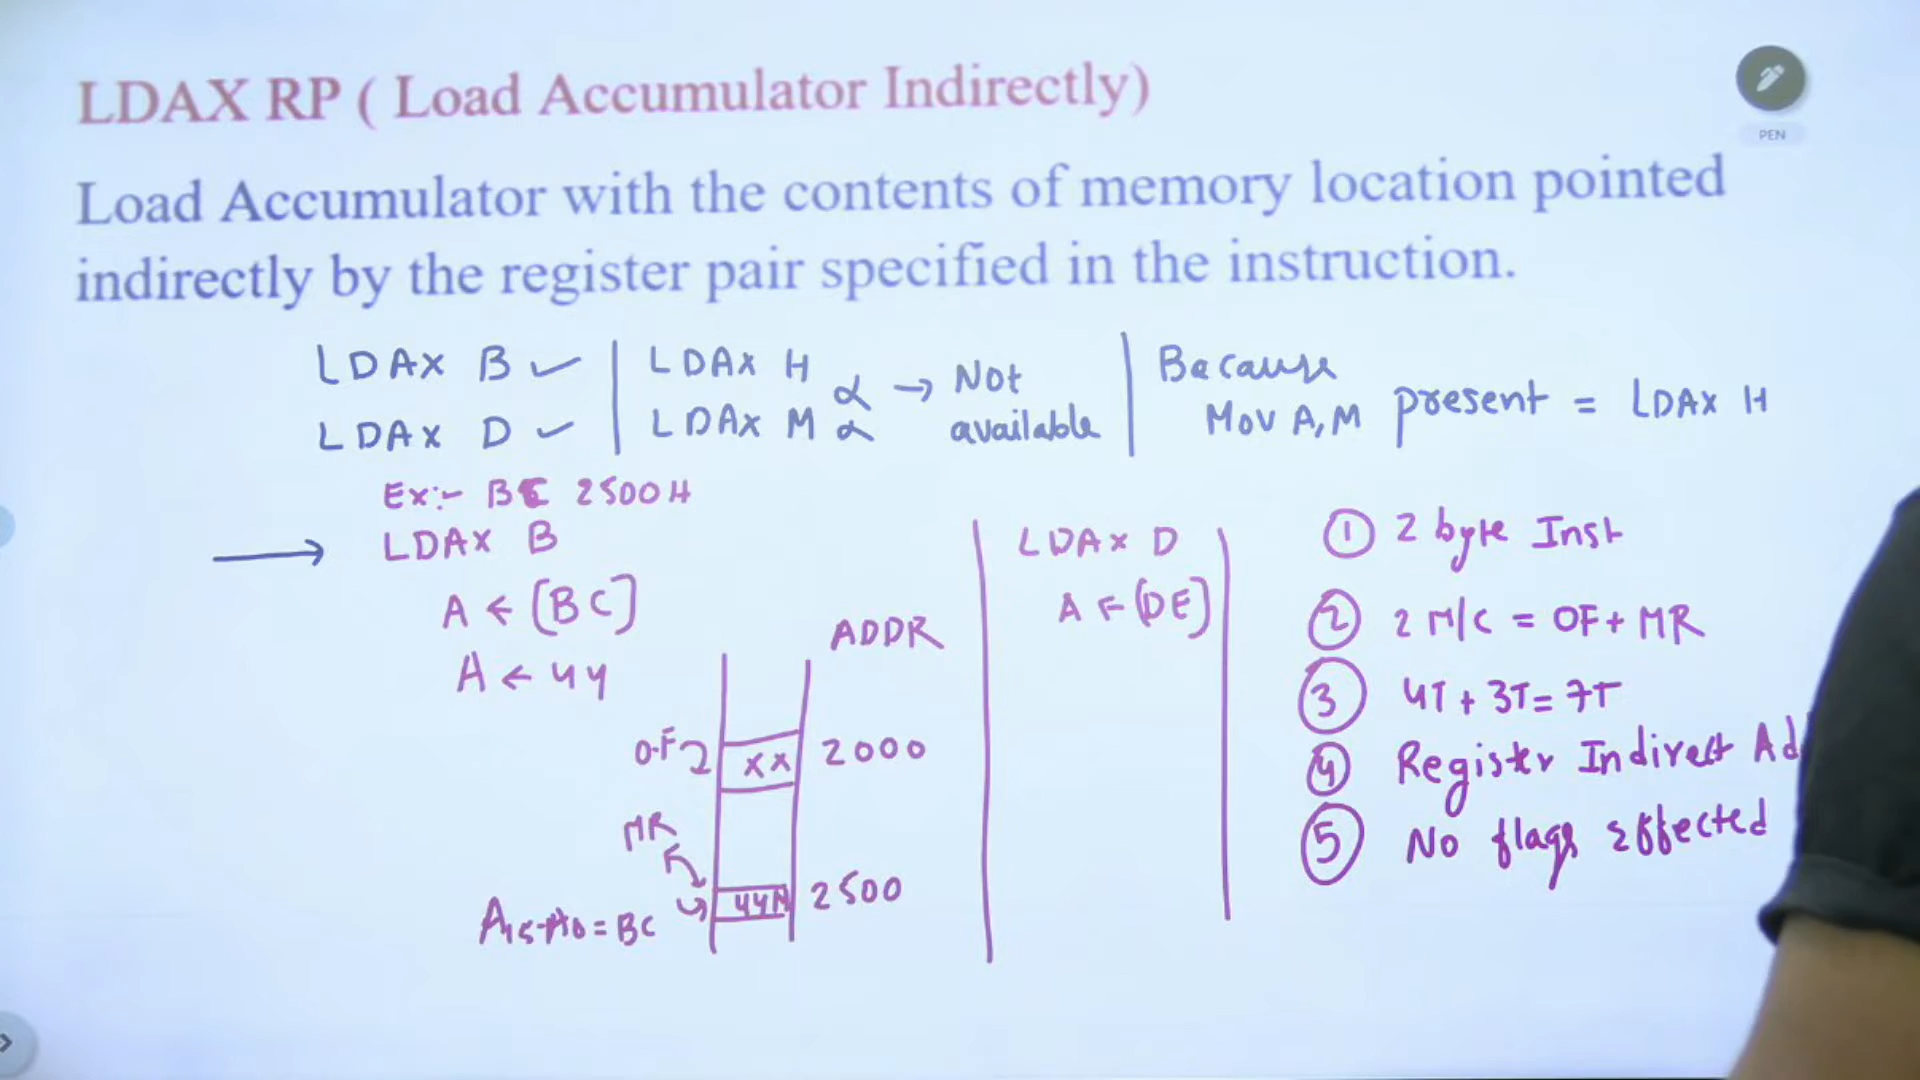 LDAX RP ( Load Accumulator Indirectly)
PEN
Load Accumulator with the contents of memory location pointed
indirectly by the register pair specified in the instruction.
LDAX B ✓
LDAX D ✓
LDAX H
LDAX M
→ Not
available
Because
MOV A, M present = LDAX H
Ex:- BC 2500H
→ LDAX B
A ← [BC]
A ← 44
ADDR
O.F
XX 2000
MR
44H 2500
A15-A0 = BC
LDAX D
A ← [DE]
① 2 byte Inst
② 2 M/C = OF + MR
③ 4T + 3T = 7T
④ Register Indirect Ad
⑤ No flags effected